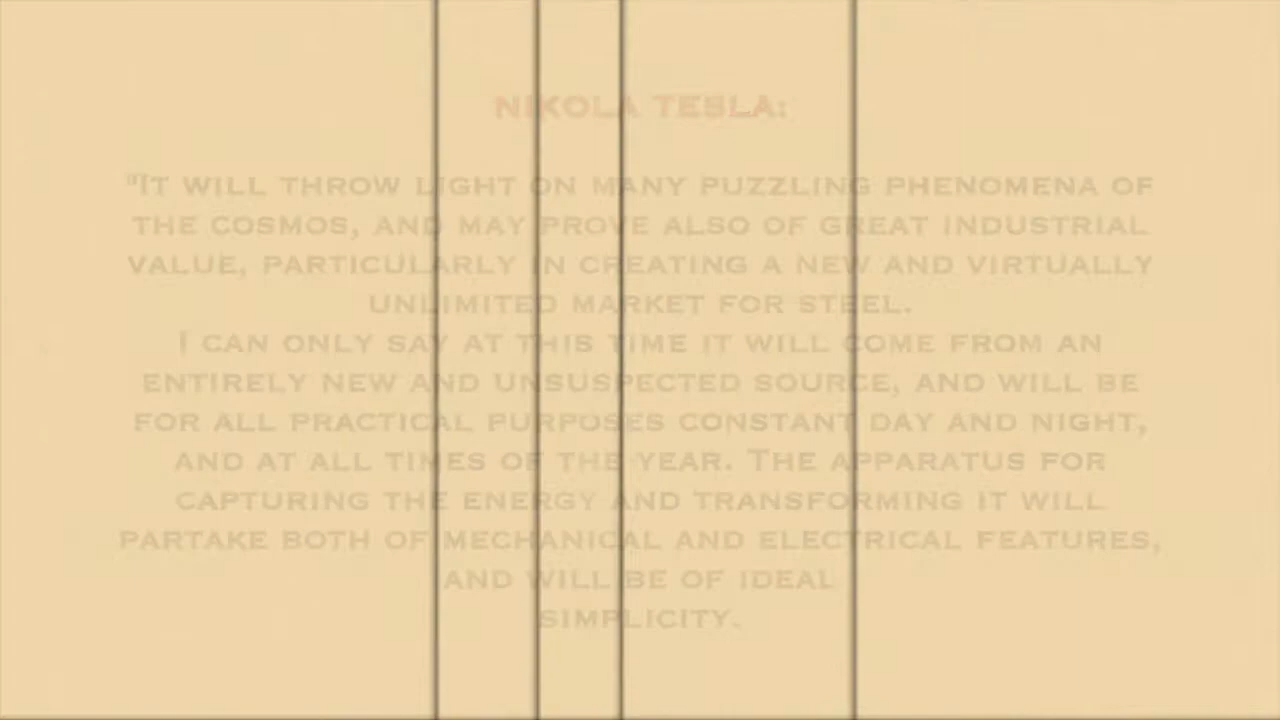 NIKOLA TESLA:
"IT WILL THROW LIGHT ON MANY PUZZLING PHENOMENA OF
THE COSMOS, AND MAY PROVE ALSO OF GREAT INDUSTRIAL
VALUE, PARTICULARLY IN CREATING A NEW AND VIRTUALLY
UNLIMITED MARKET FOR STEEL.
I CAN ONLY SAY AT THIS TIME IT WILL COME FROM AN
ENTIRELY NEW AND UNSUSPECTED SOURCE, AND WILL BE
FOR ALL PRACTICAL PURPOSES CONSTANT DAY AND NIGHT,
AND AT ALL TIMES OF THE YEAR. THE APPARATUS FOR
CAPTURING THE ENERGY AND TRANSFORMING IT WILL
PARTAKE BOTH OF MECHANICAL AND ELECTRICAL FEATURES,
AND WILL BE OF IDEAL
SIMPLICITY.